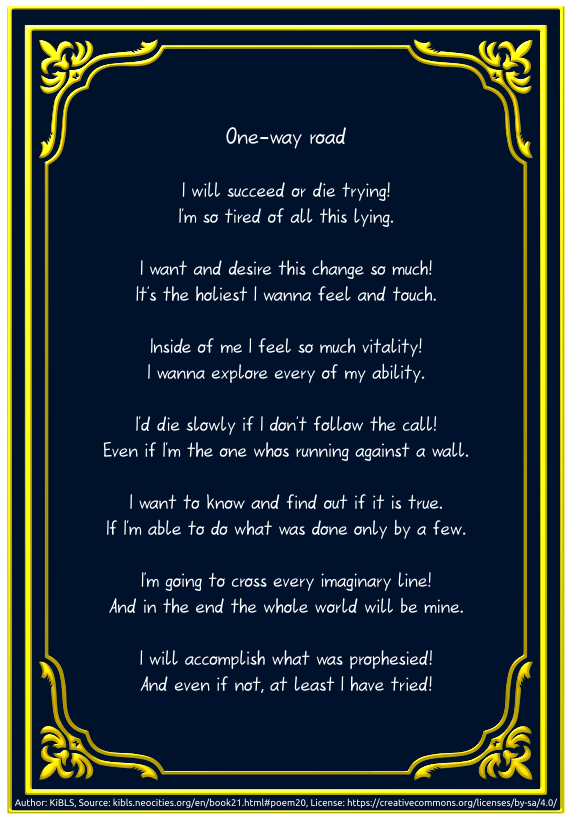 One-way road
I will succeed or die trying!
I'm so tired of all this lying.
I want and desire this change so much!
It's the holiest I wanna feel and touch.
Inside of me I feel so much vitality!
I wanna explore every of my ability.
I'd die slowly if I don't follow the call!
Even if I'm the one whos running against a wall.
I want to know and find out if it is true.
If I'm able to do what was done only by a few.
I'm going to cross every imaginary line!
And in the end the whole world will be mine.
I will accomplish what was prophesied!
And even if not, at least I have tried!
Author: KiBLS, Source: kibls.neocities.org/en/book21.html#poem20, License: https://creativecommons.org/licenses/by-sa/4.0/